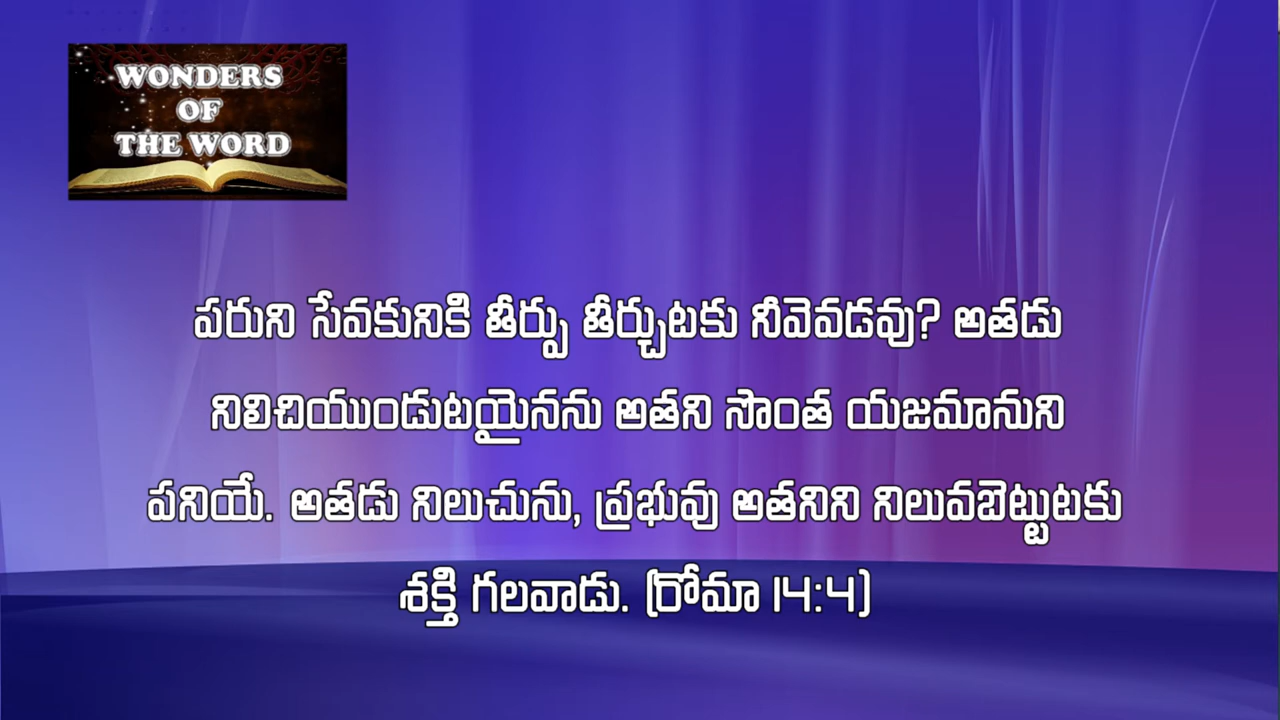 WONDERS
OF
THE WORD
పరుని సేవకునికి తీర్పు తీర్చుటకు నీవెవడవు? అతడు
నిలిచియుండుటయైనను అతని సొంత యజమానుని
పనియే. అతడు నిలుచును, ప్రభువు అతనిని నిలువబెట్టుటకు
శక్తి గలవాడు. (రోమా 14:4)